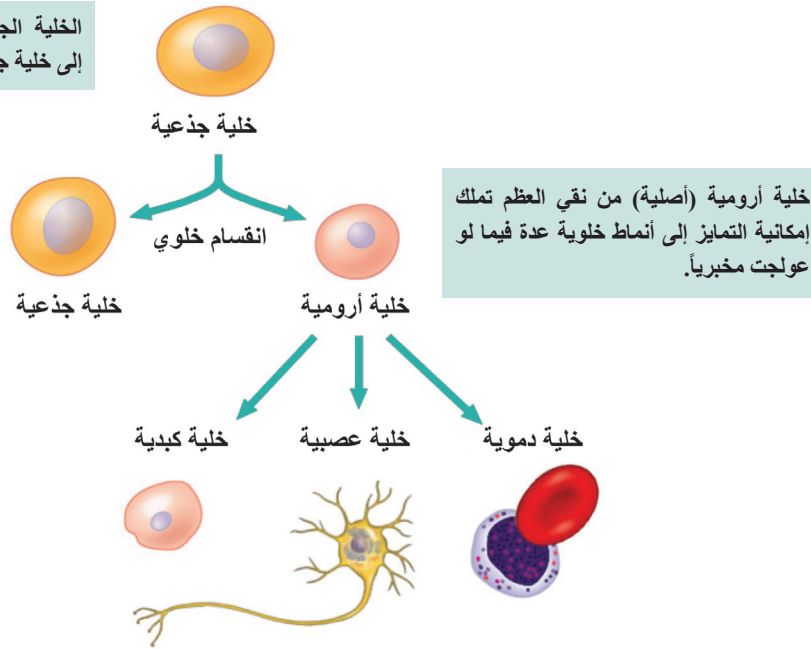 الخلية
إلى خلية
خلية جذعية
انقسام خلوي
خلية أرومية (أصلية) من نقي العظم تملك
إمكانية التمايز إلى أنماط خلوية عدة فيما لو
عولجت مخبرياً.
خلية أرومية
خلية جذعية
خلية دموية
خلية عصبية
خلية كبدية